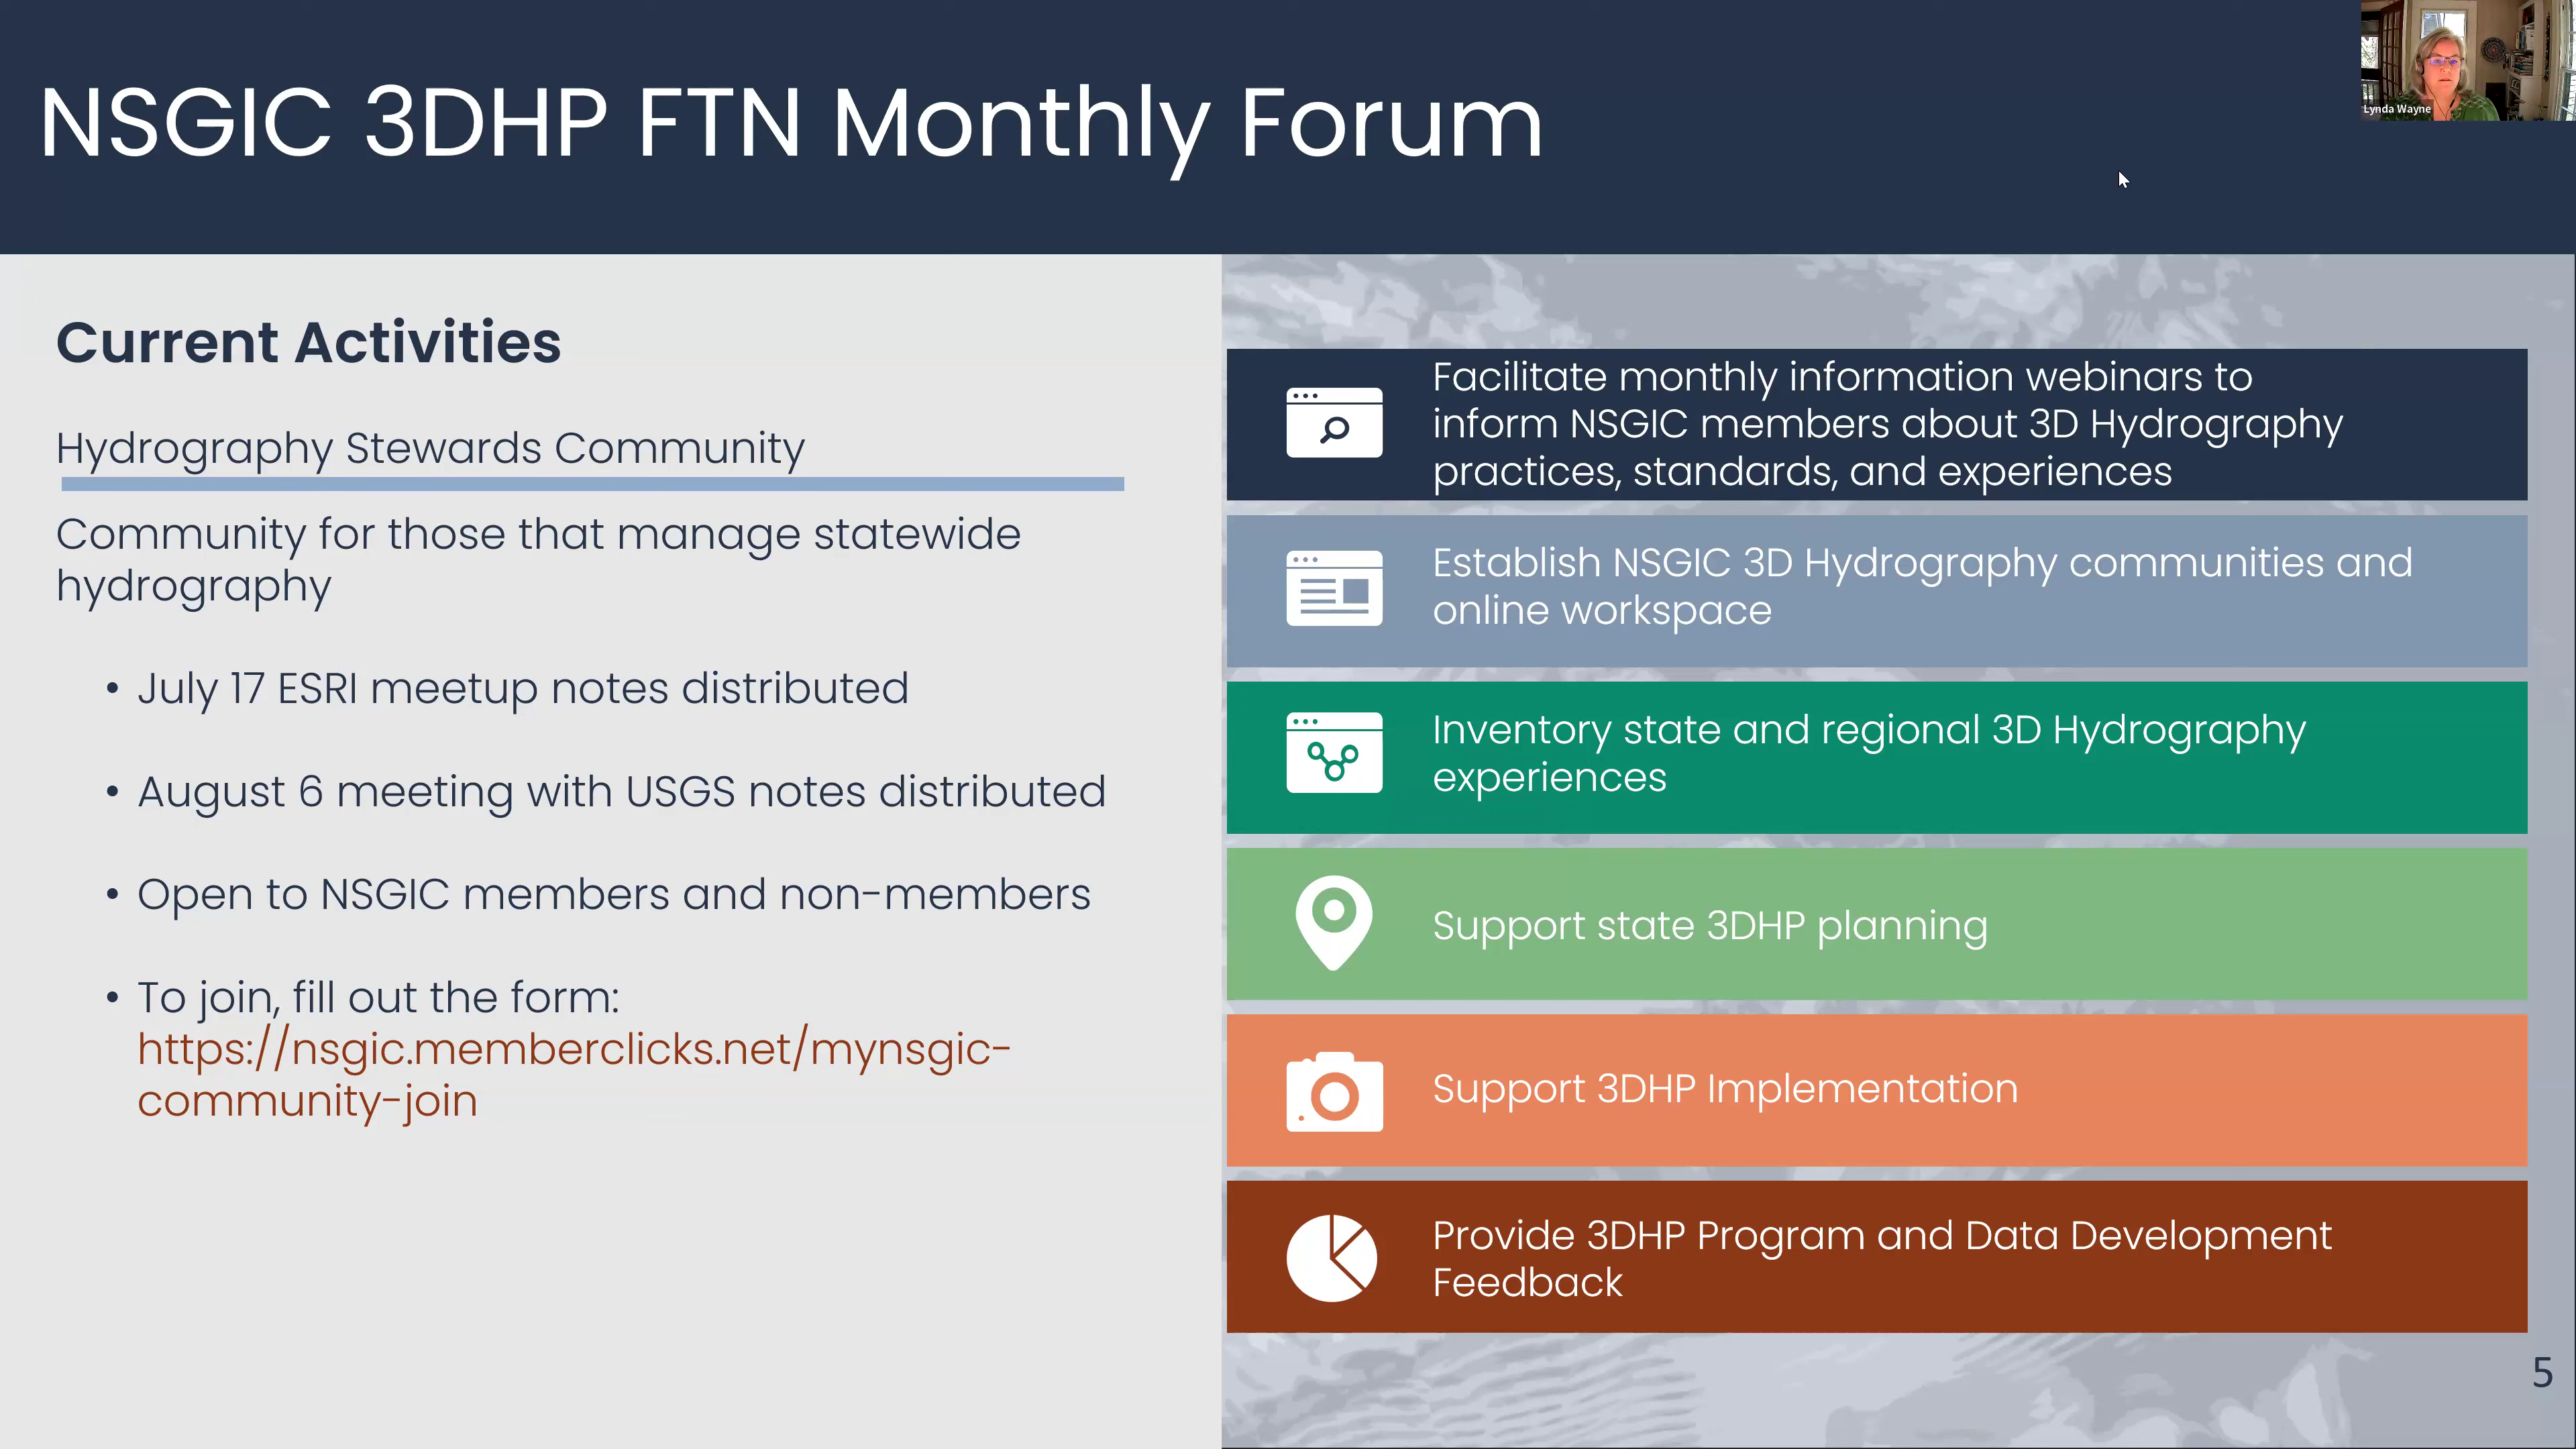 NSGIC 3DHP FTN Monthly Forum
Lynda Wayne
Current Activities
Hydrography Stewards Community
Community for those that manage statewide
hydrography
• July 17 ESRI meetup notes distributed
• August 6 meeting with USGS notes distributed
• Open to NSGIC members and non-members
• To join, fill out the form:
https://nsgic.memberclicks.net/mynsgic-
community-join
Facilitate monthly information webinars to
inform NSGIC members about 3D Hydrography
practices, standards, and experiences
Establish NSGIC 3D Hydrography communities and
online workspace
Inventory state and regional 3D Hydrography
experiences
Support state 3DHP planning
Support 3DHP Implementation
Provide 3DHP Program and Data Development
Feedback
5